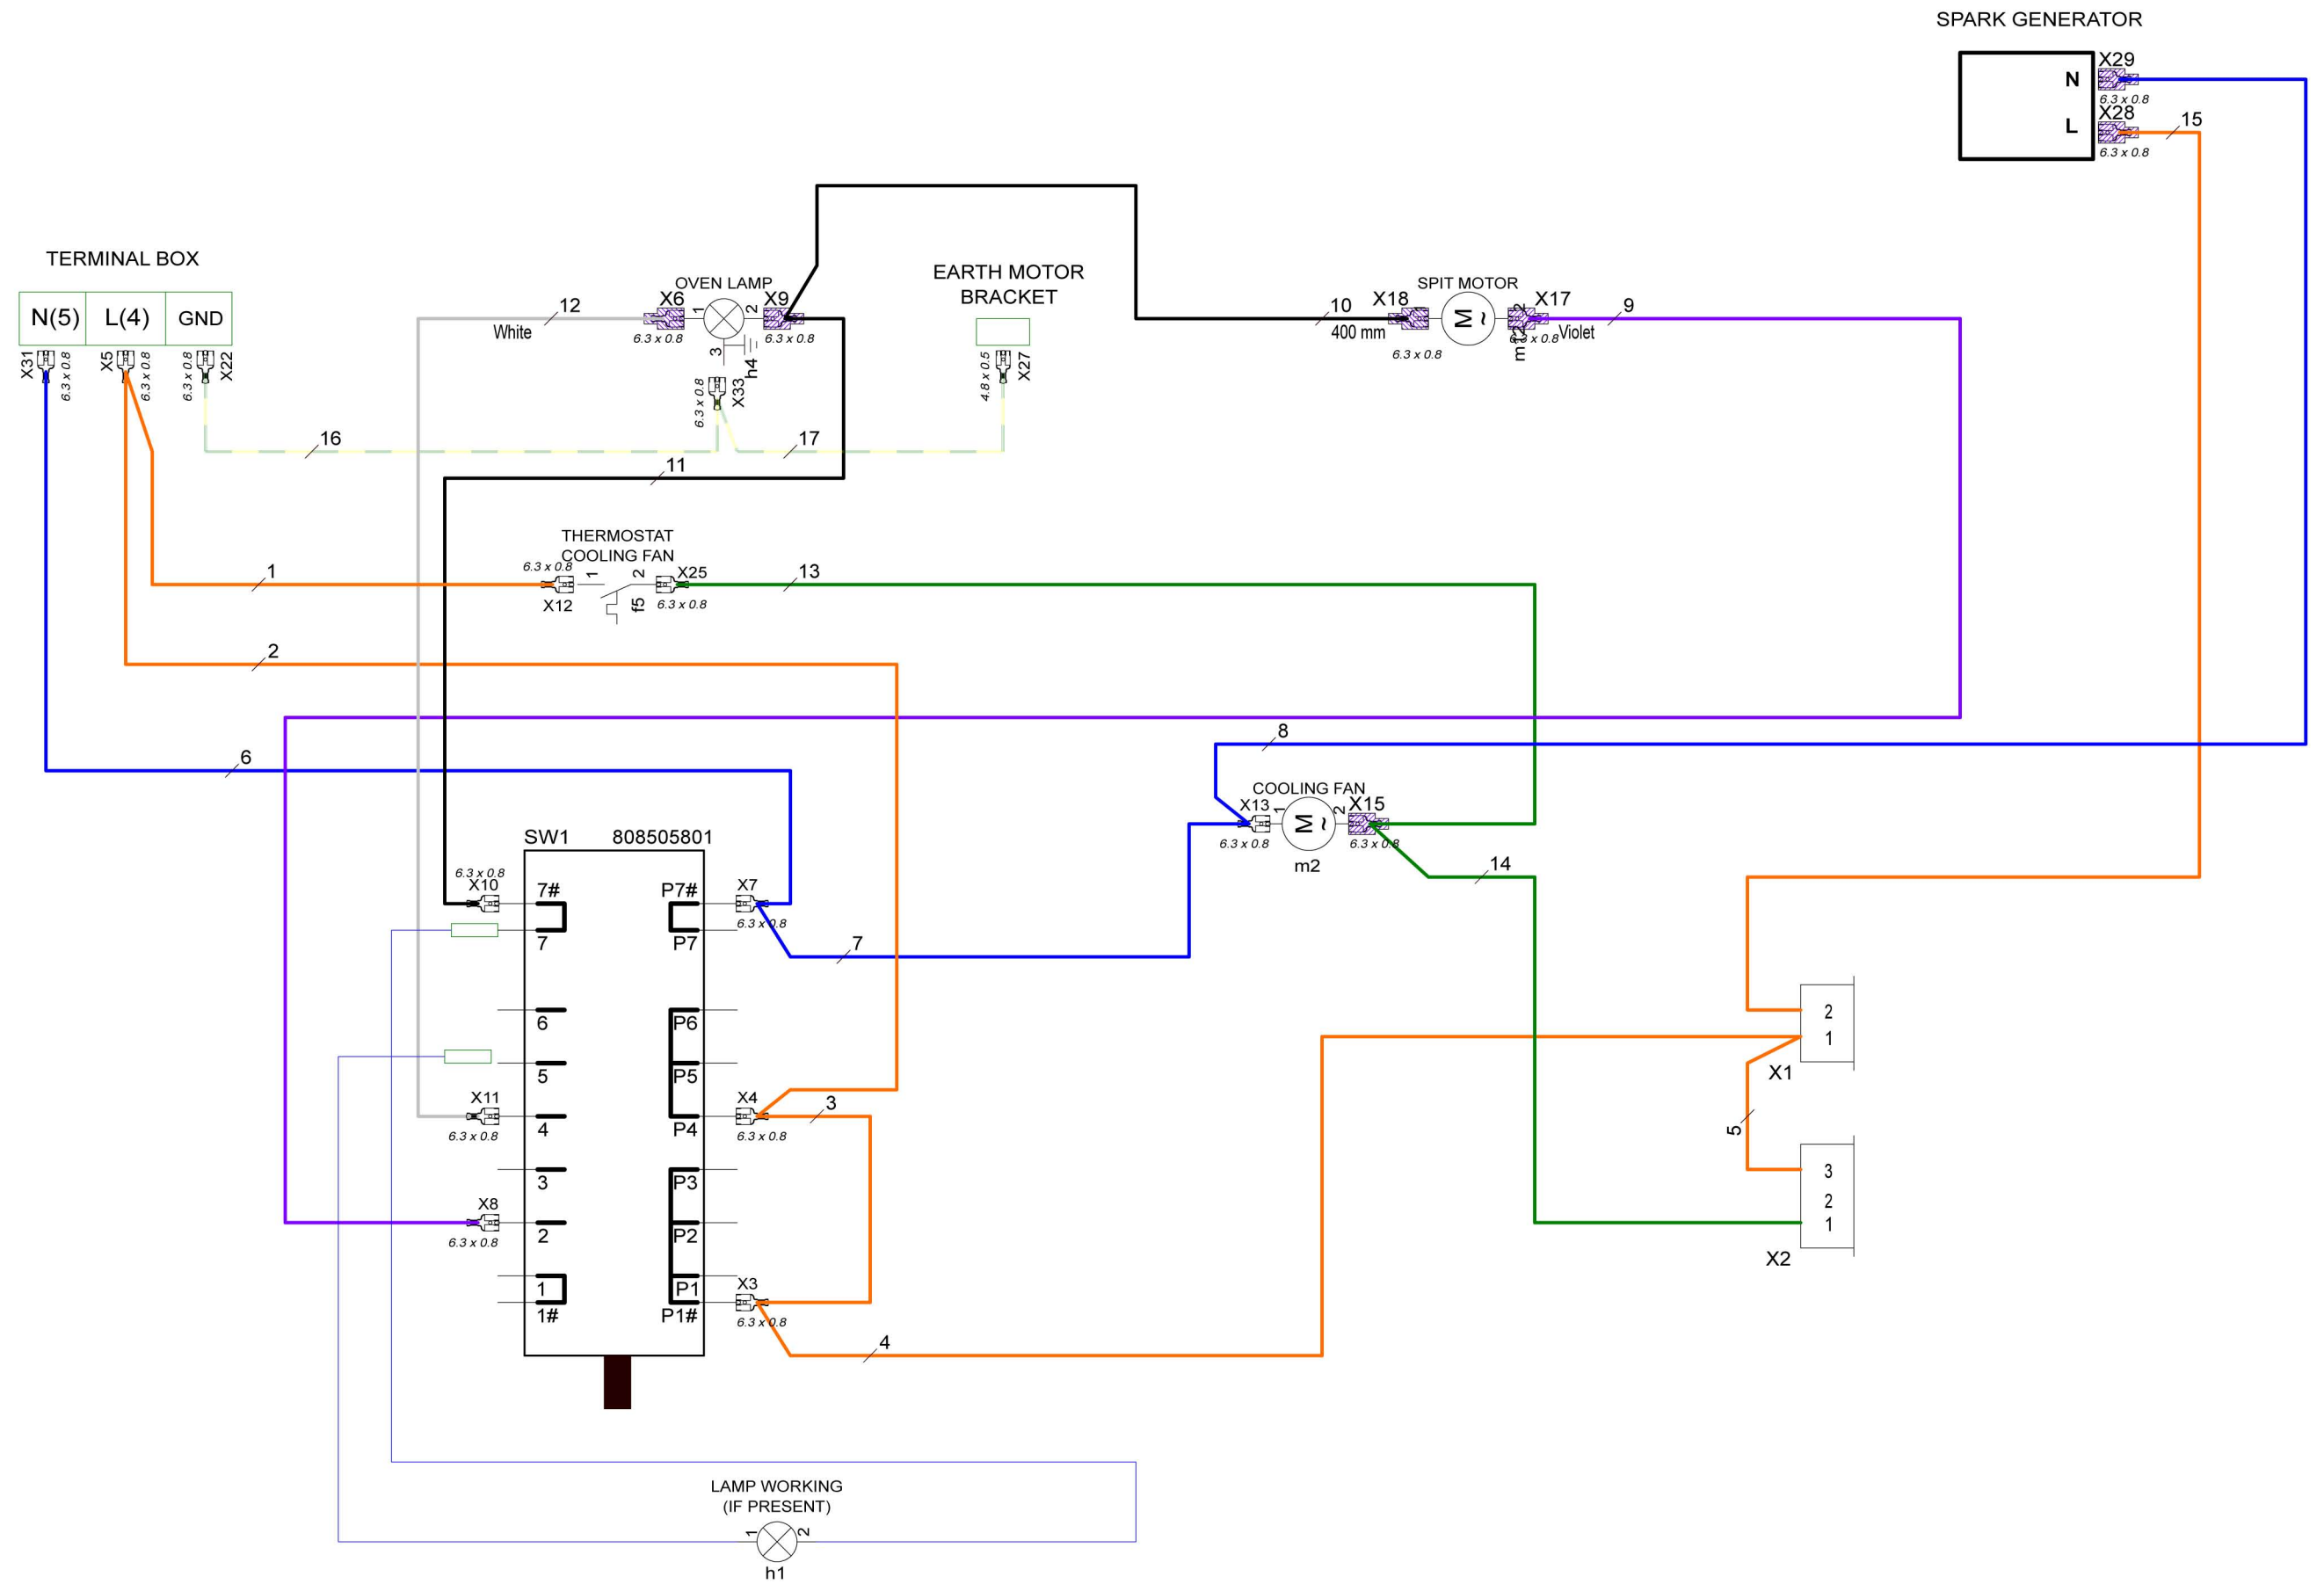 SPARK GENERATOR
X29
N
6.3 x 0.8
X28
L
15
6.3 x 0.8
TERMINAL BOX
N(5) L(4) GND
X31
6.3 x 0.8
X5
6.3 x 0.8
6.3 x 0.8
X22
OVEN LAMP
12
White
X6
1
2
X9
6.3 x 0.8
6.3 x 0.8
3
h4
X33
6.3 x 0.8
EARTH MOTOR
BRACKET
4.8 x 0.5
X27
SPIT MOTOR
10
400 mm
X18
M ~
2
X17
9
6.3 x 0.8
6.3 x 0.8
Violet
16
17
11
THERMOSTAT
COOLING FAN
1
6.3 x 0.8
X12
1
2
f5
X25
6.3 x 0.8
13
2
8
6
COOLING FAN
X13
1
M ~
2
X15
6.3 x 0.8
6.3 x 0.8
m2
14
SW1 808505801
6.3 x 0.8
X10
7#
P7#
X7
6.3 x 0.8
7
P7
7
6
P6
5
P5
X11
4
P4
X4
3
6.3 x 0.8
6.3 x 0.8
3
P3
X8
2
P2
6.3 x 0.8
1
P1
X3
1#
P1#
6.3 x 0.8
4
2
1
X1
5
3
2
1
X2
LAMP WORKING
(IF PRESENT)
1
2
h1